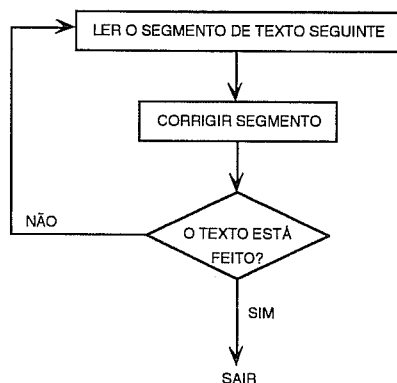 LER O SEGMENTO DE TEXTO SEGUINTE
CORRIGIR SEGMENTO
O TEXTO ESTÁ
FEITO?
NÃO
SIM
SAIR